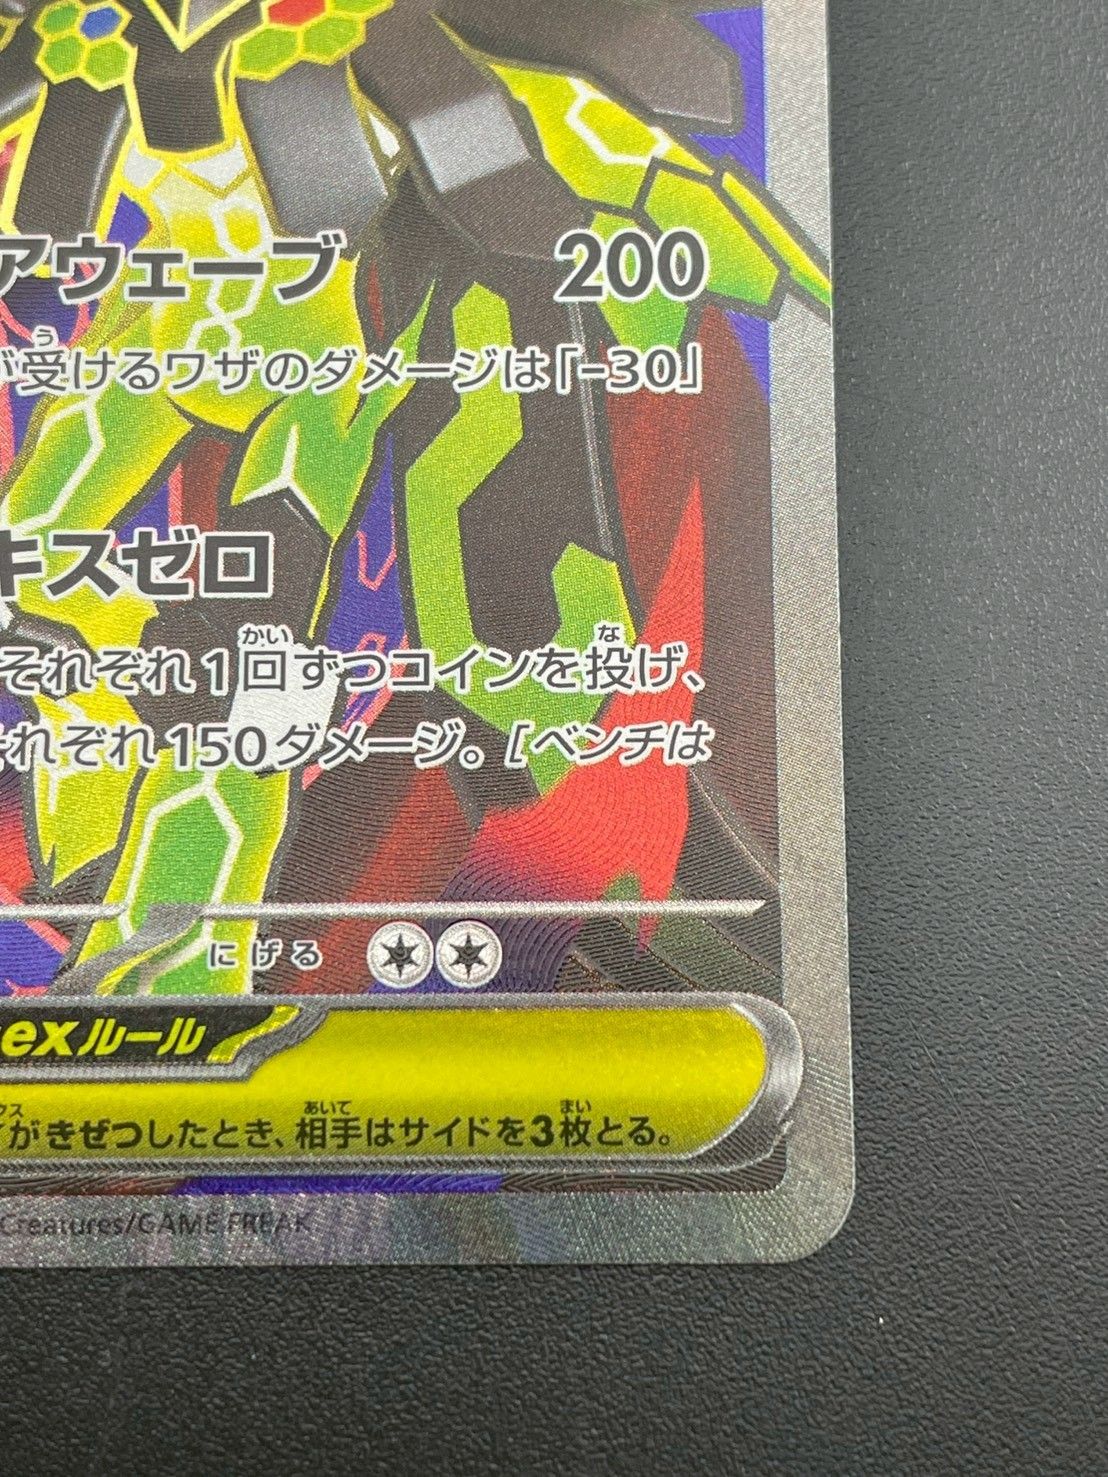 アウェーブ 200
が受けるワザのダメージは「-30」
キスゼロ
それぞれ1回ずつコインを投げ、
それぞれ150ダメージ。[ベンチは
にげる
exルール
がきぜつしたとき、相手はサイドを3枚とる。
Creatures/GAME FREAK